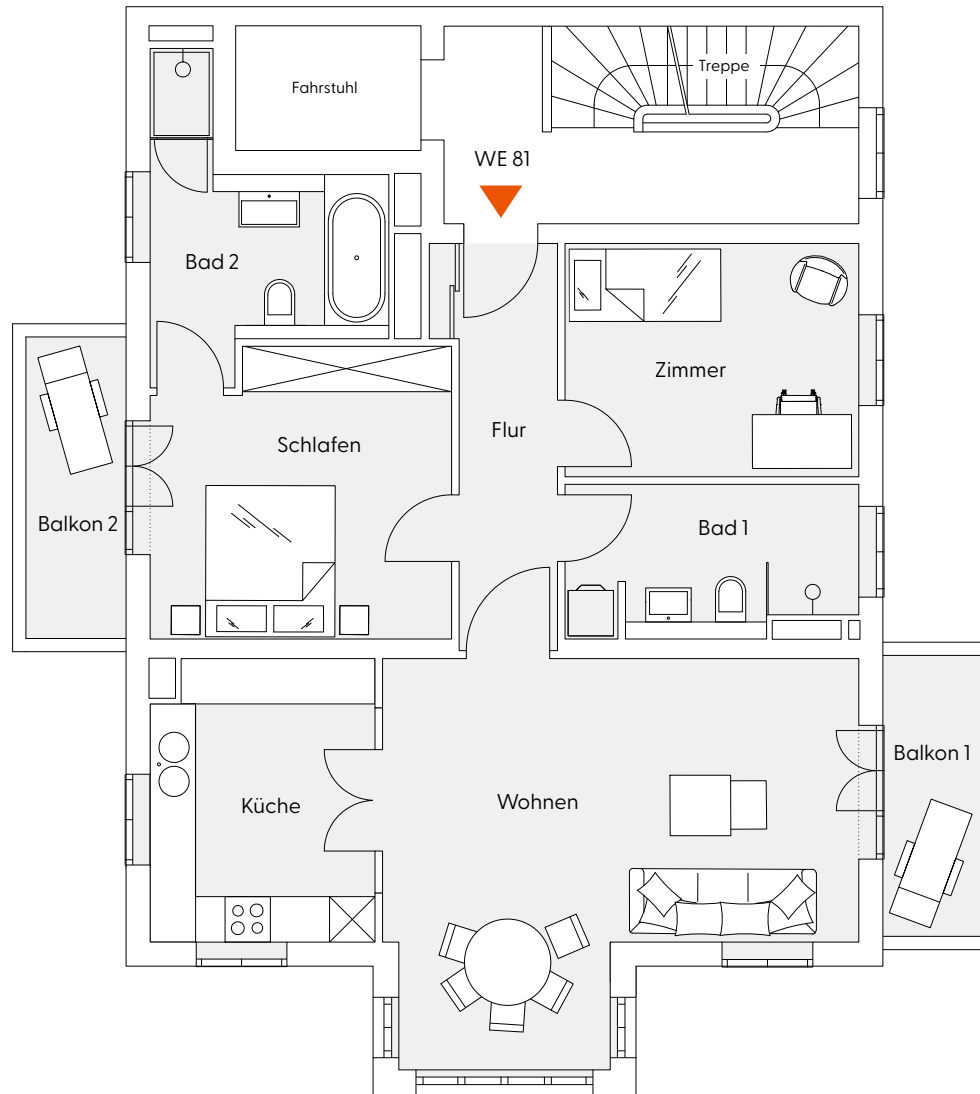 Treppe
Fahrstuhl
WE 81
Bad 2
Zimmer
Flur
Schlafen
Balkon 2
Bad 1
Balkon 1
Wohnen
Küche